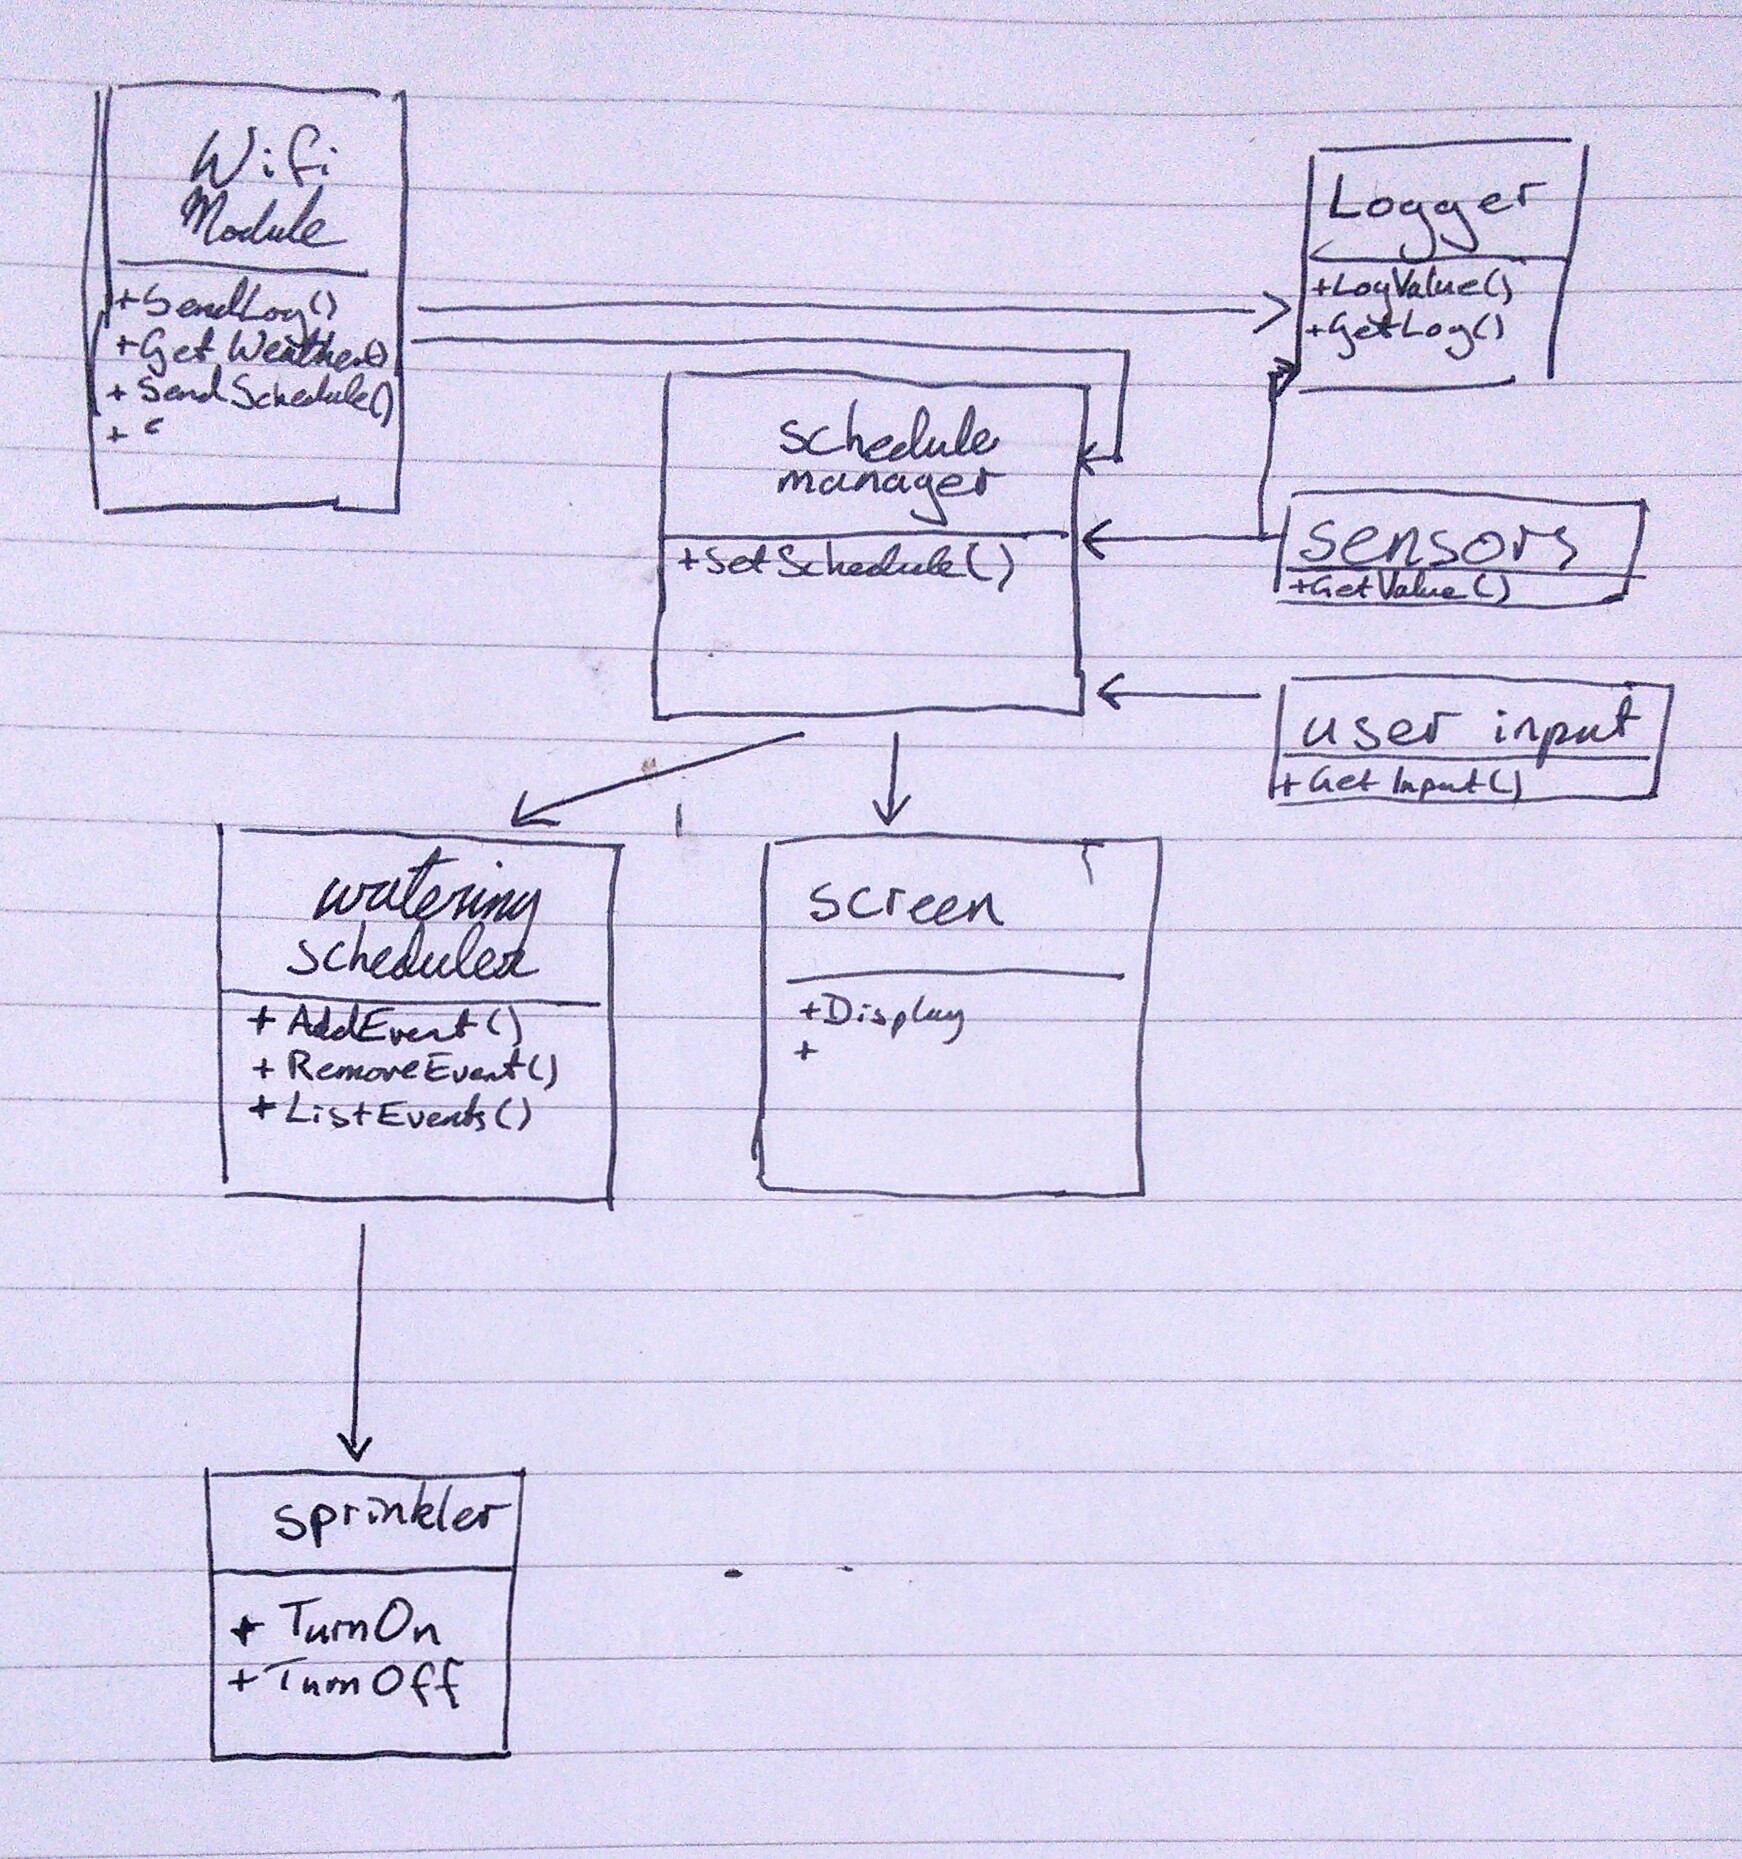 Wifi
Module
+SendLog()
+Get Weather()
+ SendSchedule()
+
Logger
+LogValue()
+GetLog()
schedule
manager
+SetSchedule()
sensors
+GetValue()
user input
+Get Input()
watering
scheduler
+ AddEvent()
+ RemoveEvent()
+ ListEvents()
screen
+Display
+
sprinkler
+ TurnOn
+ TurnOff